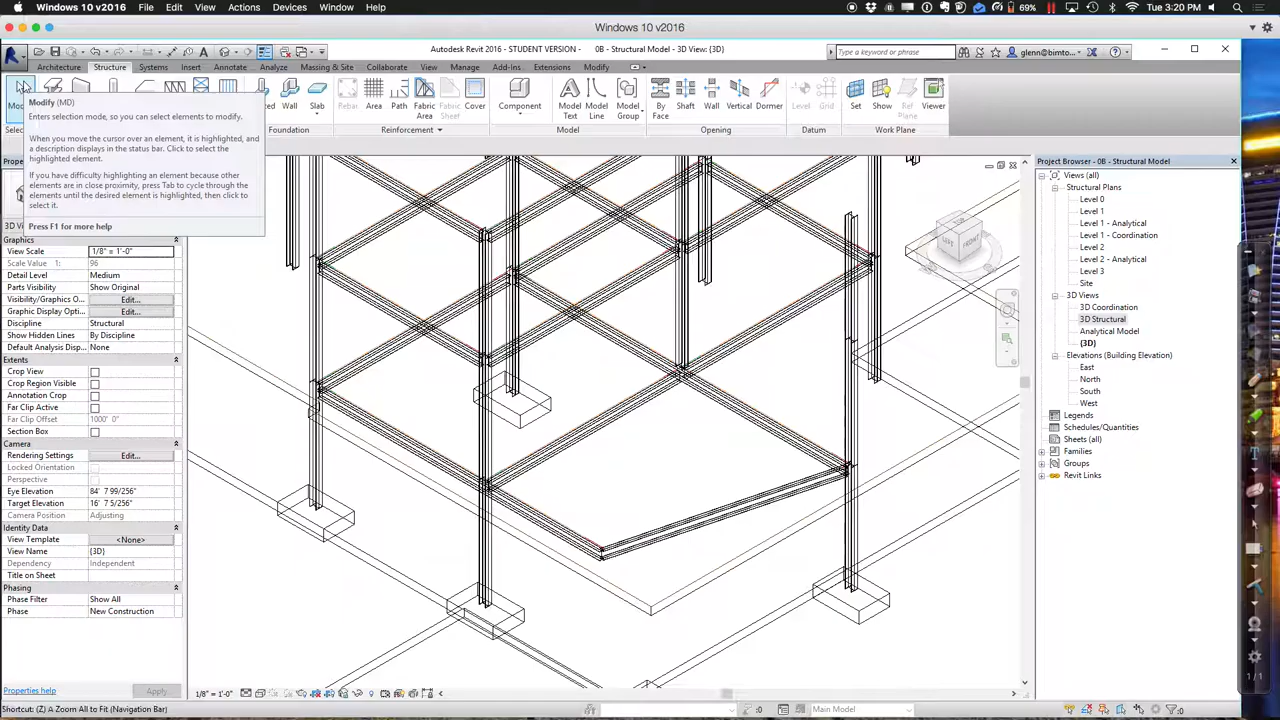 Windows 10 v2016 File Edit View Actions Devices Window Help 69% Tue 3:20 PM
Windows 10 v2016
Autodesk Revit 2016 - STUDENT VERSION - 0B - Structural Model - 3D View: {3D} Type a keyword or phrase glenn@bimto...
Architecture Structure Systems Insert Annotate Analyze Massing & Site Collaborate View Manage Add-Ins Extensions Modify
Wall Slab Rebar Area Path Fabric Area Fabric Sheet Cover Component Model Text Model Line Model Group By Face Shaft Wall Vertical Dormer Level Grid Set Show Ref Plane Viewer
Foundation Reinforcement Model Opening Datum Work Plane
Modify (MD)
Enters selection mode, so you can select elements to modify.
When you move the cursor over an element, it is highlighted, and
a description displays in the status bar. Click to select the
highlighted element.
If you have difficulty highlighting an element because other
elements are in close proximity, press Tab to cycle through the
elements until the desired element is highlighted, then click to
select it.
Press F1 for more help
Graphics
View Scale 1/8" = 1'-0"
Scale Value 1: 96
Detail Level Medium
Parts Visibility Show Original
Visibility/Graphics O... Edit...
Graphic Display Opti... Edit...
Discipline Structural
Show Hidden Lines By Discipline
Default Analysis Disp... None
Extents
Crop View
Crop Region Visible
Annotation Crop
Far Clip Active
Far Clip Offset 1000' 0"
Section Box
Camera
Rendering Settings Edit...
Locked Orientation
Perspective
Eye Elevation 84' 7 99/256"
Target Elevation 16' 7 5/256"
Camera Position Adjusting
Identity Data
View Template <None>
View Name {3D}
Dependency Independent
Title on Sheet
Phasing
Phase Filter Show All
Phase New Construction
Properties help Apply
LEFT FRONT
Project Browser - 0B - Structural Model
Views (all)
Structural Plans
Level 0
Level 1
Level 1 - Analytical
Level 1 - Coordination
Level 2
Level 2 - Analytical
Level 3
Site
3D Views
3D Coordination
3D Structural
Analytical Model
{3D}
Elevations (Building Elevation)
East
North
South
West
Legends
Schedules/Quantities
Sheets (all)
Families
Groups
Revit Links
1 / 1
1/8" = 1'-0"
Shortcut: (Z) A Zoom All to Fit (Navigation Bar) :0 Main Model :0